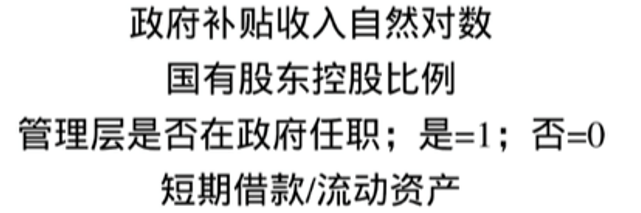 政府补贴收入自然对数
国有股东控股比例
管理层是否在政府任职；是=1；否=0
短期借款/流动资产